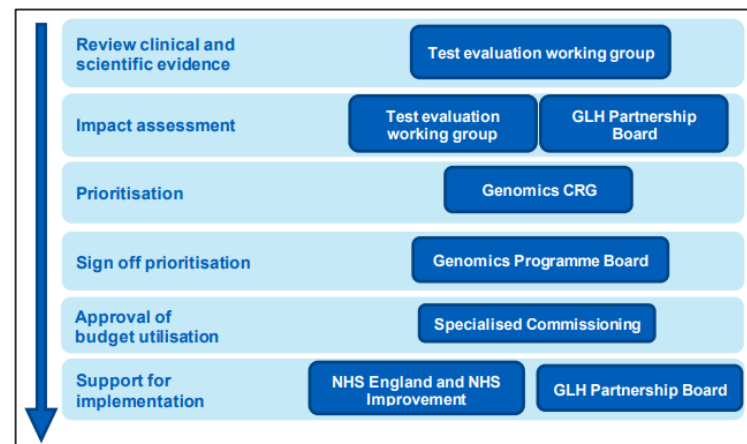 Review clinical and
scientific evidence
Test evaluation working group
Impact assessment
Test evaluation
working group
GLH Partnership
Board
Prioritisation
Genomics CRG
Sign off prioritisation
Genomics Programme Board
Approval of
budget utilisation
Specialised Commissioning
Support for
implementation
NHS England and NHS
Improvement
GLH Partnership Board